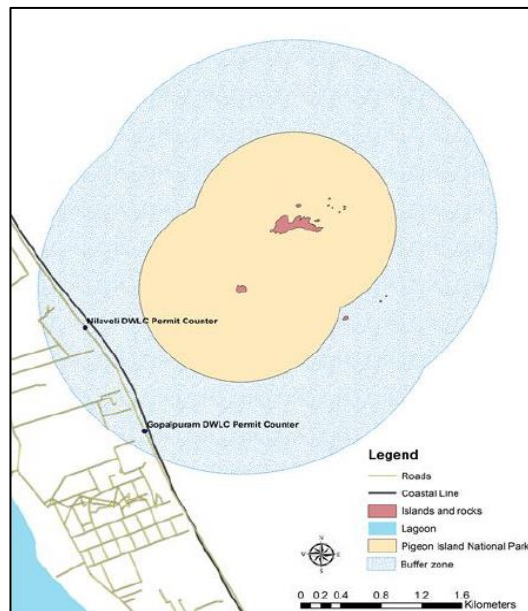 Nilaveli DWLC Permit Counter
Gopalpuram DWLC Permit Counter
Legend
Roads
Coastal Line
Islands and rocks
Lagoon
Pigeon Island National Park
Buffer zone
N
E
S
0 0.2 0.4 0.8 1.2 1.6
Kilometers